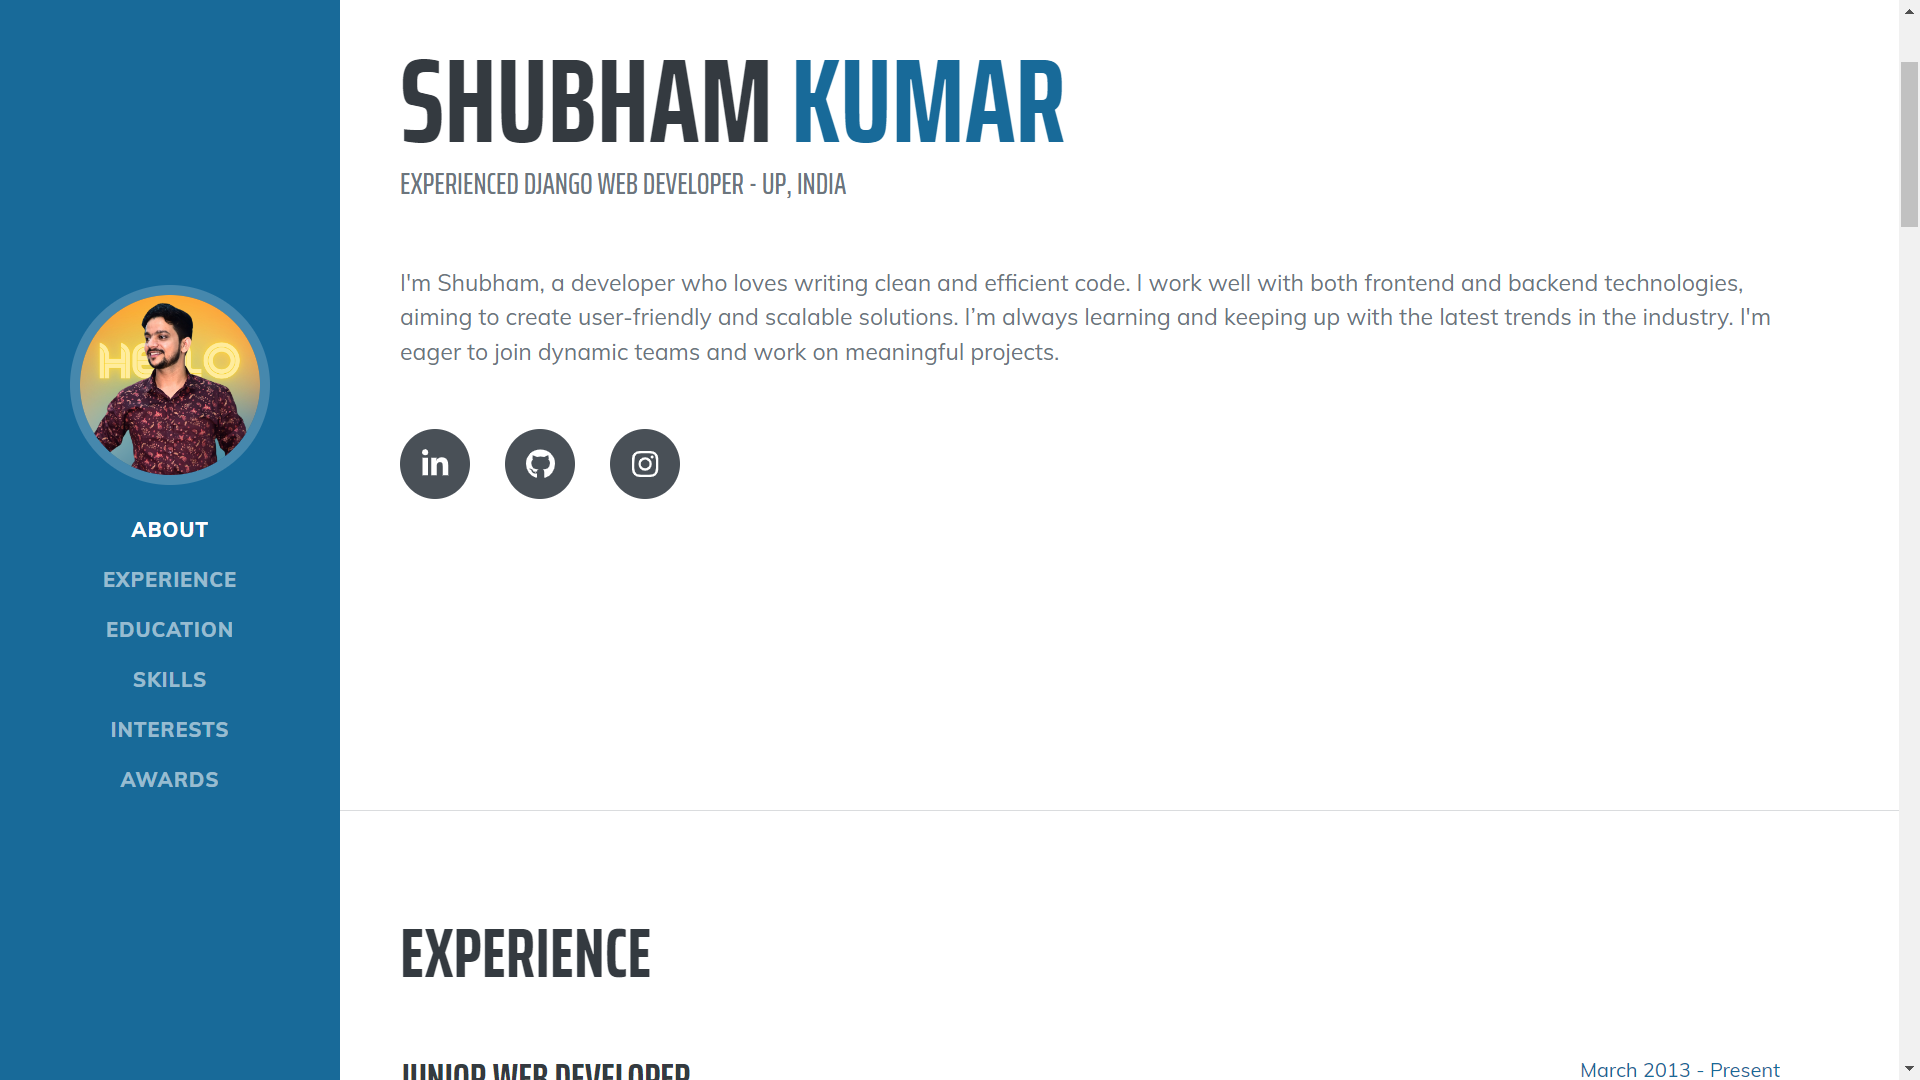 SHUBHAM KUMAR
EXPERIENCED DJANGO WEB DEVELOPER - UP, INDIA
I'm Shubham, a developer who loves writing clean and efficient code. I work well with both frontend and backend technologies,
aiming to create user-friendly and scalable solutions. I’m always learning and keeping up with the latest trends in the industry. I'm
eager to join dynamic teams and work on meaningful projects.
in
HELLO
ABOUT
EXPERIENCE
EDUCATION
SKILLS
INTERESTS
AWARDS
EXPERIENCE
JUNIOR WEB DEVELOPER
March 2013 - Present